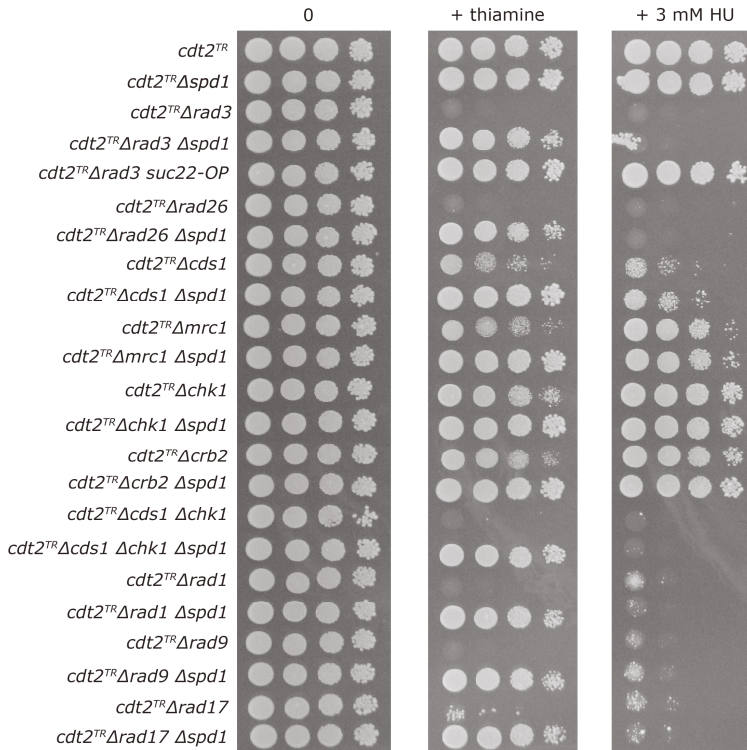 0 + thiamine + 3 mM HU
cdt2ᵀᴿ
cdt2ᵀᴿΔspd1
cdt2ᵀᴿΔrad3
cdt2ᵀᴿΔrad3 Δspd1
cdt2ᵀᴿΔrad3 suc22-OP
cdt2ᵀᴿΔrad26
cdt2ᵀᴿΔrad26 Δspd1
cdt2ᵀᴿΔcds1
cdt2ᵀᴿΔcds1 Δspd1
cdt2ᵀᴿΔmrc1
cdt2ᵀᴿΔmrc1 Δspd1
cdt2ᵀᴿΔchk1
cdt2ᵀᴿΔchk1 Δspd1
cdt2ᵀᴿΔcrb2
cdt2ᵀᴿΔcrb2 Δspd1
cdt2ᵀᴿΔcds1 Δchk1
cdt2ᵀᴿΔcds1 Δchk1 Δspd1
cdt2ᵀᴿΔrad1
cdt2ᵀᴿΔrad1 Δspd1
cdt2ᵀᴿΔrad9
cdt2ᵀᴿΔrad9 Δspd1
cdt2ᵀᴿΔrad17
cdt2ᵀᴿΔrad17 Δspd1